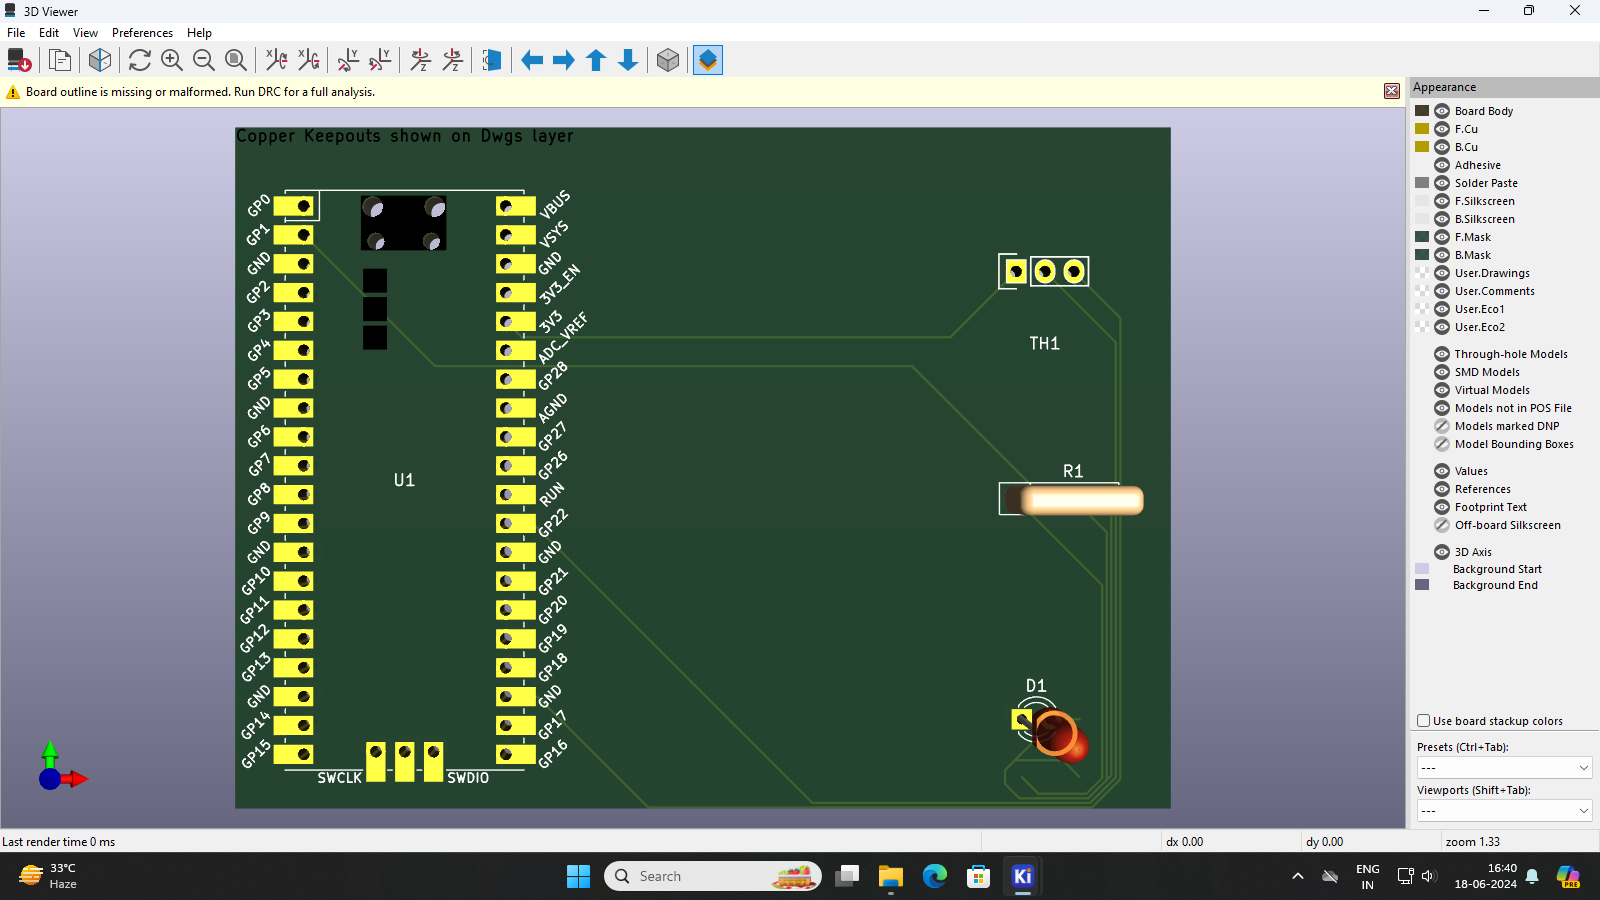 3D Viewer
File Edit View Preferences Help
Board outline is missing or malformed. Run DRC for a full analysis.
Copper Keepouts shown on Dwgs layer
GP0
GP1
GND
GP2
GP3
GP4
GP5
GND
GP6
GP7
GP8
GP9
GND
GP10
GP11
GP12
GP13
GND
GP14
GP15
VBUS
VSYS
GND
3V3_EN
3V3
ADC_VREF
GP28
AGND
GP27
GP26
RUN
GP22
GND
GP21
GP20
GP19
GP18
GND
GP17
GP16
U1
SWCLK
SWDIO
TH1
R1
D1
Appearance
Board Body
F.Cu
B.Cu
Adhesive
Solder Paste
F.Silkscreen
B.Silkscreen
F.Mask
B.Mask
User.Drawings
User.Comments
User.Eco1
User.Eco2
Through-hole Models
SMD Models
Virtual Models
Models not in POS File
Models marked DNP
Model Bounding Boxes
Values
References
Footprint Text
Off-board Silkscreen
3D Axis
Background Start
Background End
Use board stackup colors
Presets (Ctrl+Tab):
---
Viewports (Shift+Tab):
---
Last render time 0 ms
dx 0.00
dy 0.00
zoom 1.33
33°C
Haze
Search
Ki
ENG
IN
16:40
18-06-2024
PRE